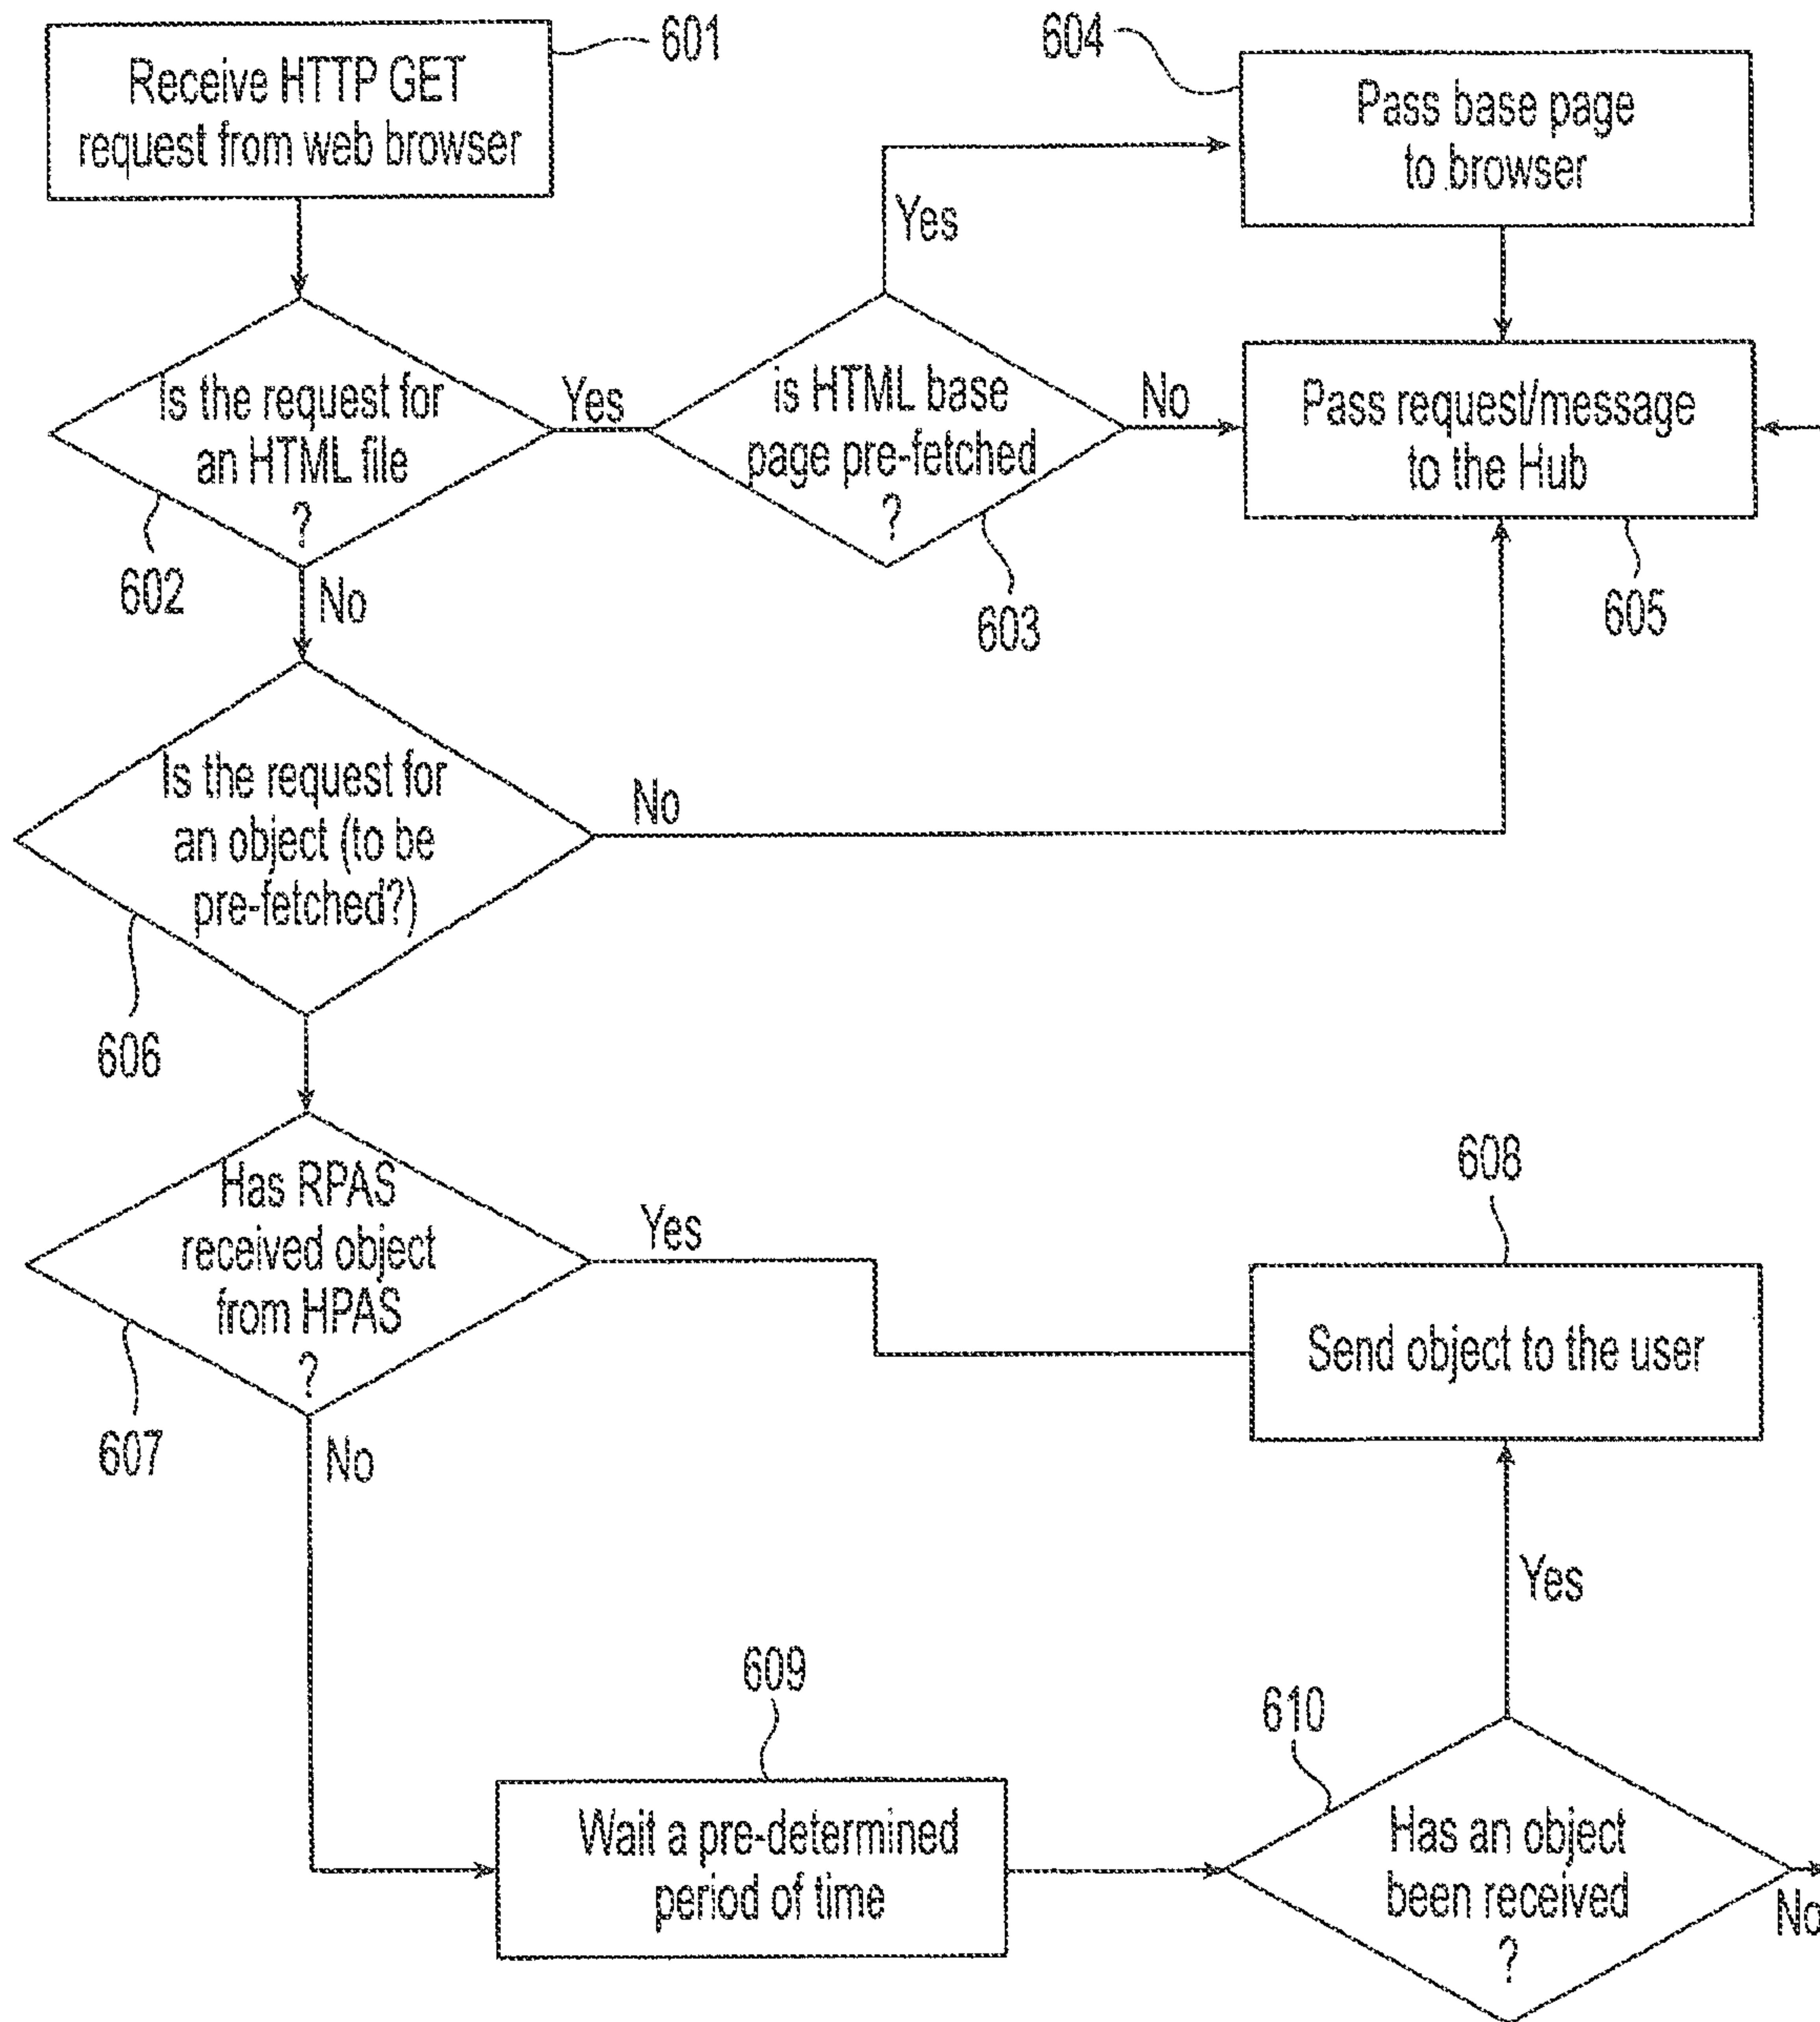 601
Receive HTTP GET
request from web browser
604
Pass base page
to browser
Yes
Is the request for
an HTML file
?
602
Yes
is HTML base
page pre-fetched
?
603
No
Pass request/message
to the Hub
605
No
Is the request for
an object (to be
pre-fetched?)
606
No
Has RPAS
received object
from HPAS
?
607
Yes
608
Send object to the user
No
Yes
609
Wait a pre-determined
period of time
610
Has an object
been received
?
No